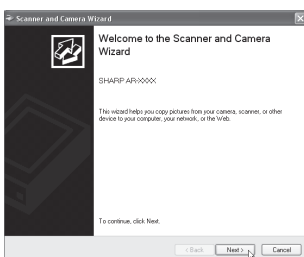 Scanner and Camera Wizard
Welcome to the Scanner and Camera
Wizard
SHARP AR-XXXX
This wizard helps you copy pictures from your camera, scanner, or other
device to your computer, your network, or the Web.
To continue, click Next.
< Back Next > Cancel